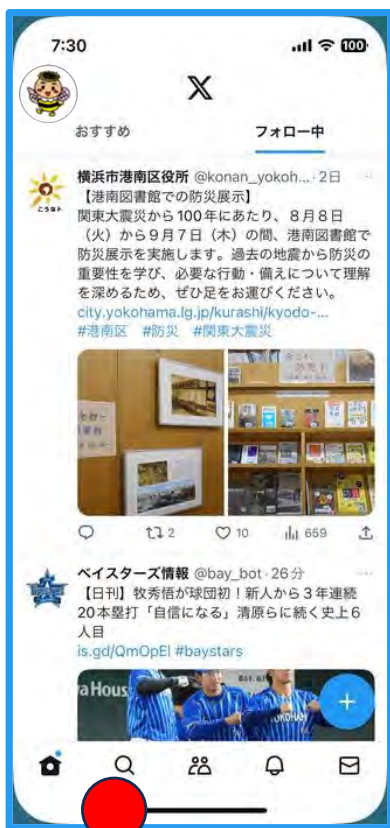 7:30
100
おすすめ
フォロー中
横浜市港南区役所 @konan_yokoh...·2日
【港南図書館での防災展示】
関東大震災から100年にあたり、8月8日
（火）から9月7日（木）の間、港南図書館で
防災展示を実施します。過去の地震から防災の
重要性を学び、必要な行動・備えについて理解
を深めるため、ぜひ足をお運びください。
city.yokohama.lg.jp/kurashi/kyodo-...
#港南区 #防災 #関東大震災
2
10
659
ベイスターズ情報 @bay_bot·26分
【日刊】牧秀悟が球団初！新人から3年連続
20本塁打「自信になる」清原らに続く史上6
人目
is.gd/QmOpEl #baystars
a Hous
YOKOHAMA